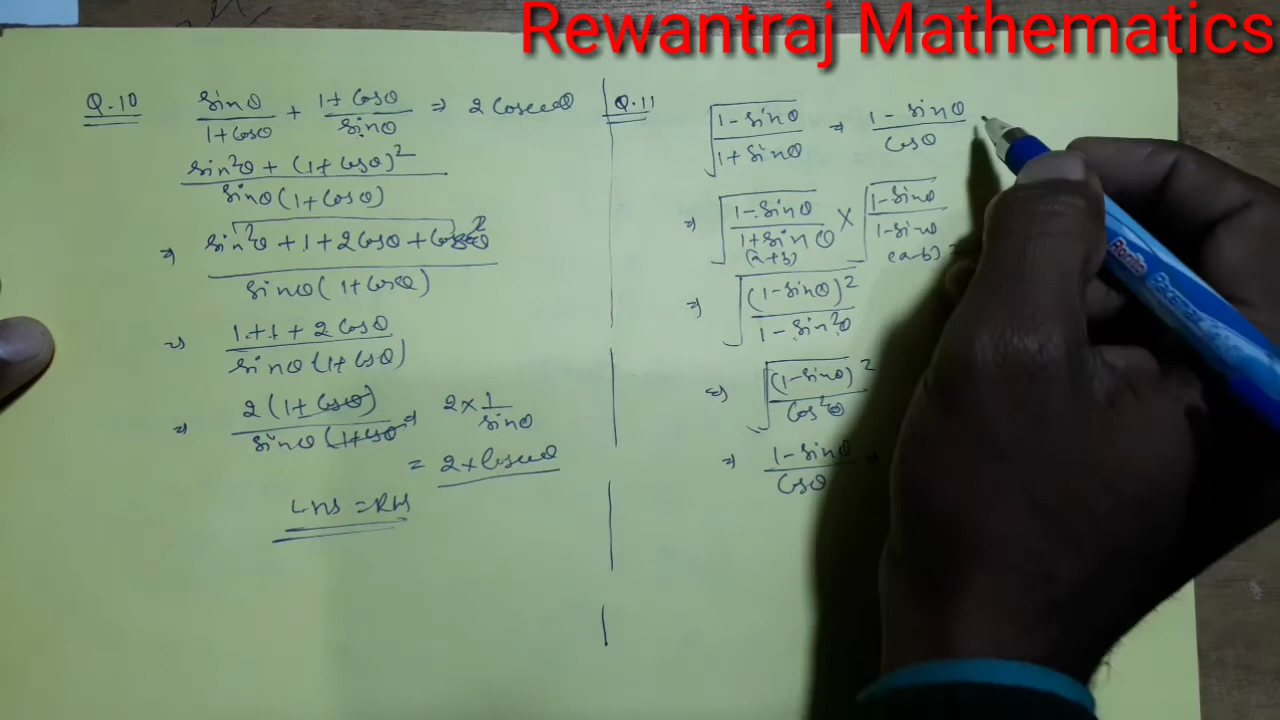 Rewantraj Mathematics
Q.10
sinθ/(1+cosθ) + (1+cosθ)/sinθ ⇒ 2cosecθ
(sin²θ + (1+cosθ)²)/(sinθ(1+cosθ))
⇒ (sin²θ + 1 + 2cosθ + cos²θ)/(sinθ(1+cosθ))
⇒ (1+1+2cosθ)/(sinθ(1+cosθ))
⇒ 2(1+cosθ)/(sinθ(1+cosθ)) ⇒ 2×1/sinθ
= 2×cosecθ
LHS = RHS
Q.11
√((1-sinθ)/(1+sinθ)) ⇒ (1-sinθ)/cosθ
⇒ √((1-sinθ)/(1+sinθ)) × √((1-sinθ)/(1-sinθ))
(a+b) (a-b)
⇒ √((1-sinθ)²/(1-sin²θ))
⇒ √((1-sinθ)²/cos²θ)
⇒ (1-sinθ)/cosθ